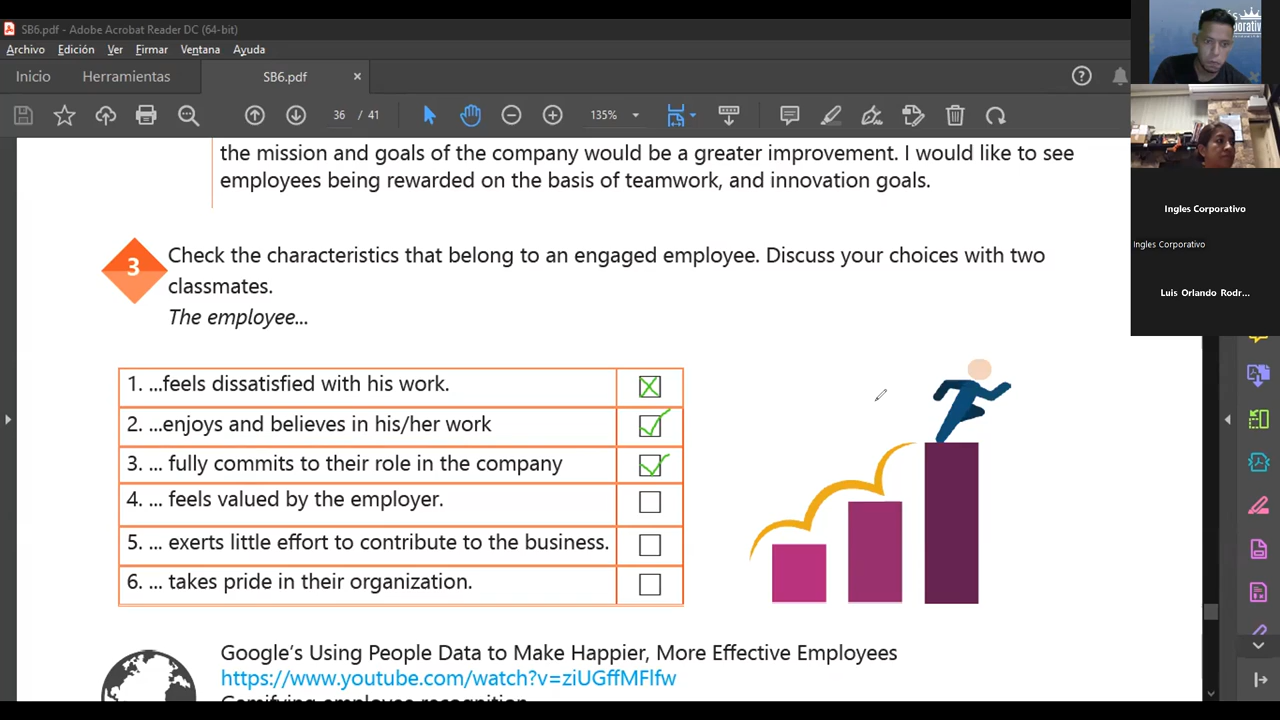 SB6.pdf - Adobe Acrobat Reader DC (64-bit)
Archivo Edición Ver Firmar Ventana Ayuda
Inicio Herramientas SB6.pdf
36 / 41 135%
the mission and goals of the company would be a greater improvement. I would like to see
employees being rewarded on the basis of teamwork, and innovation goals.
3
Check the characteristics that belong to an engaged employee. Discuss your choices with two
classmates.
The employee...
1. ...feels dissatisfied with his work.
2. ...enjoys and believes in his/her work
3. ... fully commits to their role in the company
4. ... feels valued by the employer.
5. ... exerts little effort to contribute to the business.
6. ... takes pride in their organization.
Google's Using People Data to Make Happier, More Effective Employees
https://www.youtube.com/watch?v=ziUGffMFlfw
Gamifying employee recognition
Ingles Corporativo
Ingles Corporativo
Luis Orlando Rodr...